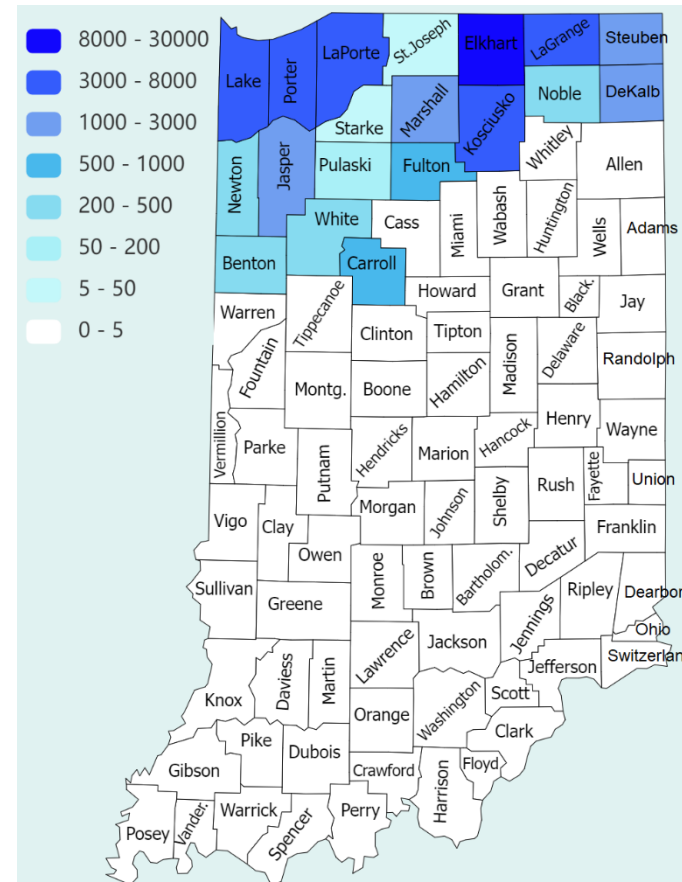 8000 - 30000
3000 - 8000
1000 - 3000
500 - 1000
200 - 500
50 - 200
5 - 50
0 - 5
Lake
Porter
LaPorte
St.Joseph
Elkhart
LaGrange
Steuben
Noble
DeKalb
Starke
Marshall
Kosciusko
Whitley
Allen
Newton
Jasper
Pulaski
Fulton
White
Cass
Miami
Wabash
Huntington
Wells
Adams
Benton
Carroll
Howard
Grant
Black.
Jay
Warren
Tippecanoe
Clinton
Tipton
Madison
Delaware
Randolph
Fountain
Montg.
Boone
Hamilton
Vermillion
Parke
Putnam
Hendricks
Marion
Hancock
Henry
Wayne
Vigo
Clay
Morgan
Johnson
Shelby
Rush
Fayette
Union
Owen
Franklin
Sullivan
Greene
Monroe
Brown
Bartholom.
Decatur
Ripley
Dearbor
Ohio
Switzerlan
Knox
Daviess
Martin
Lawrence
Jackson
Jennings
Jefferson
Orange
Washington
Scott
Clark
Gibson
Pike
Dubois
Crawford
Harrison
Floyd
Posey
Vander.
Warrick
Spencer
Perry